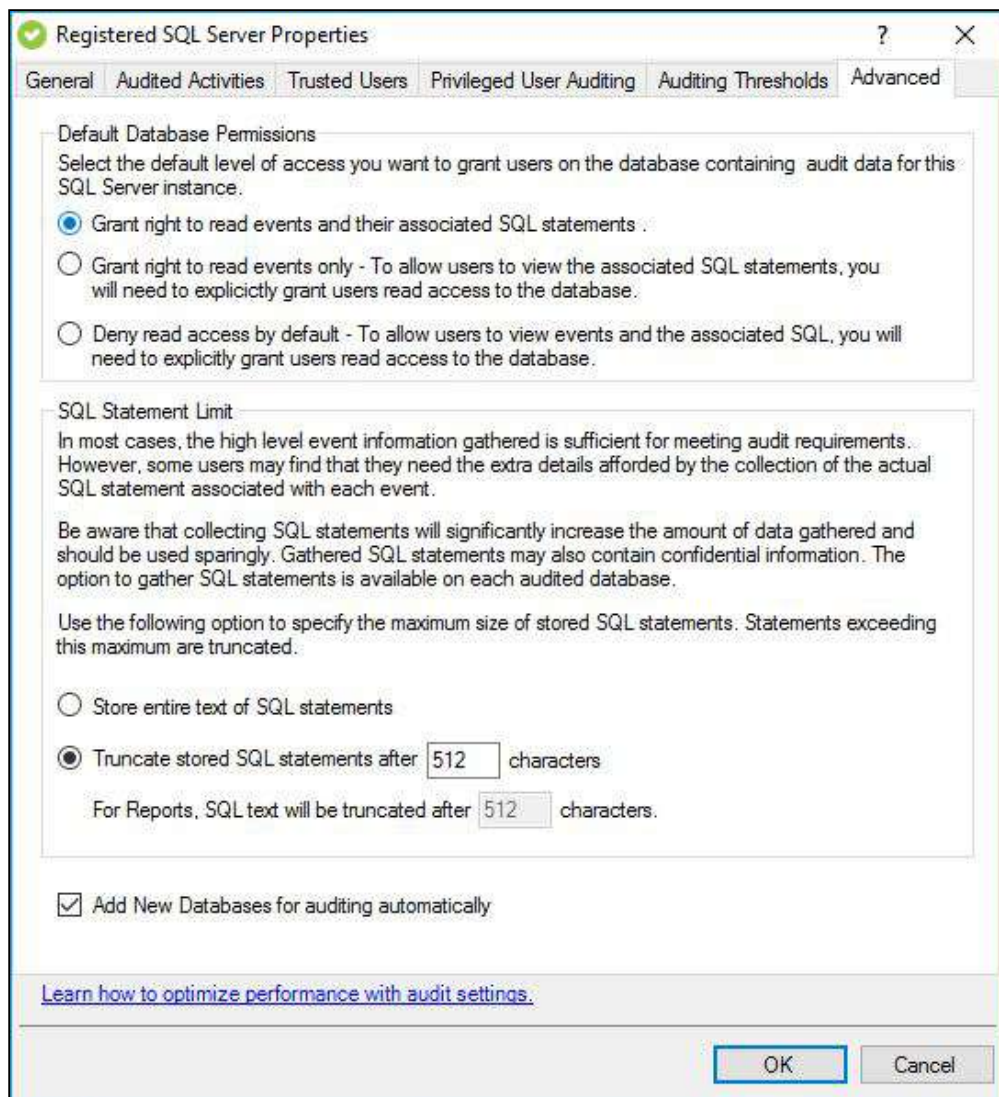 Registered SQL Server Properties
?
General
Audited Activities
Trusted Users
Privileged User Auditing
Auditing Thresholds
Advanced
Default Database Permissions
Select the default level of access you want to grant users on the database containing audit data for this
SQL Server instance.
Grant right to read events and their associated SQL statements .
Grant right to read events only - To allow users to view the associated SQL statements, you
will need to explicictly grant users read access to the database.
Deny read access by default - To allow users to view events and the associated SQL, you will
need to explicitly grant users read access to the database.
SQL Statement Limit
In most cases, the high level event information gathered is sufficient for meeting audit requirements.
However, some users may find that they need the extra details afforded by the collection of the actual
SQL statement associated with each event.
Be aware that collecting SQL statements will significantly increase the amount of data gathered and
should be used sparingly. Gathered SQL statements may also contain confidential information. The
option to gather SQL statements is available on each audited database.
Use the following option to specify the maximum size of stored SQL statements. Statements exceeding
this maximum are truncated.
Store entire text of SQL statements
Truncate stored SQL statements after 512 characters
For Reports, SQL text will be truncated after 512 characters.
Add New Databases for auditing automatically
Learn how to optimize performance with audit settings.
OK
Cancel